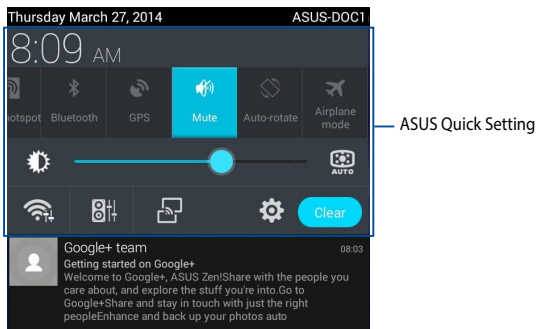 Thursday March 27, 2014 ASUS-DOC1
8:09 AM
otspot Bluetooth GPS Mute Auto-rotate Airplane mode
ASUS Quick Setting
AUTO
Clear
Google+ team 08:03
Getting started on Google+
Welcome to Google+, ASUS Zen!Share with the people you
care about, and explore the stuff you're into.Go to
Google+Share and stay in touch with just the right
peopleEnhance and back up your photos auto